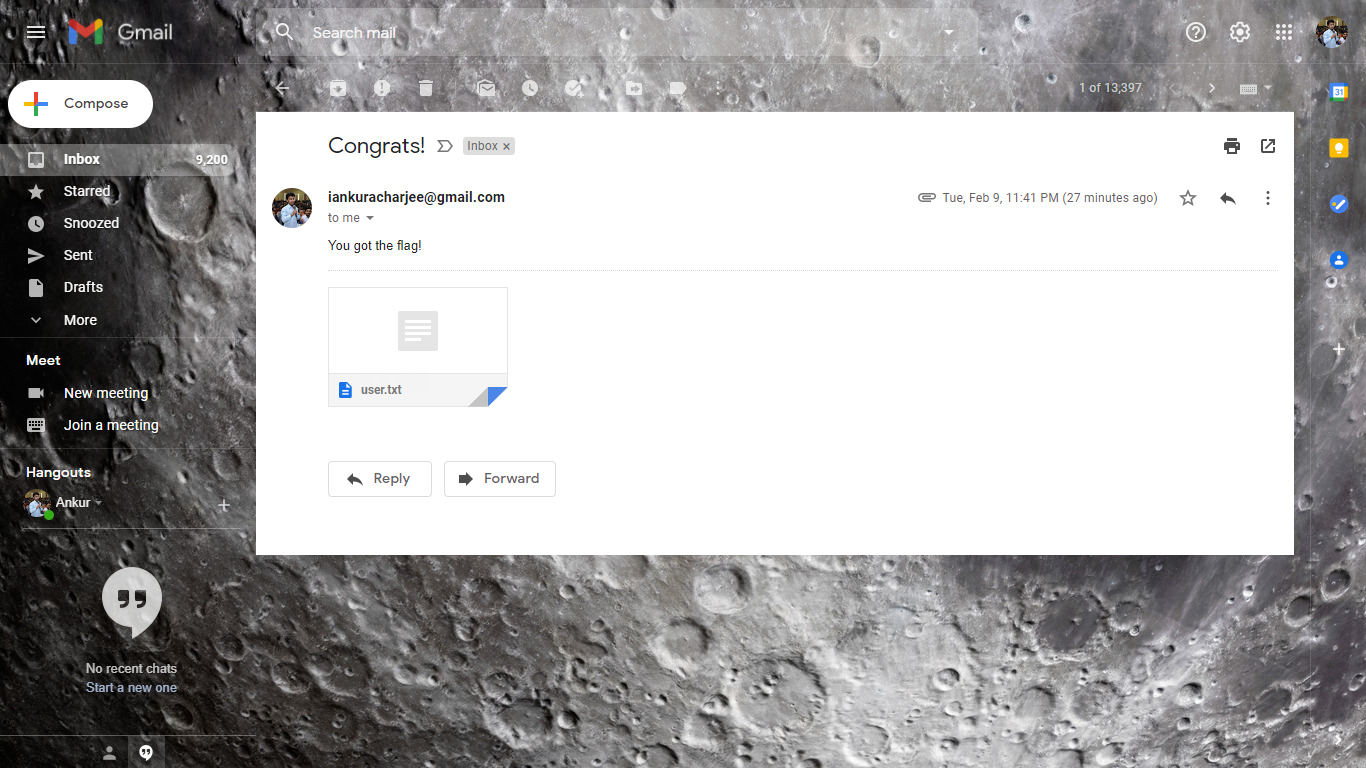 Gmail
Search mail
Compose
1 of 13,397
31
Inbox 9,200
Starred
Snoozed
Sent
Drafts
More
Meet
New meeting
Join a meeting
Hangouts
Ankur
No recent chats
Start a new one
Congrats! Inbox ×
iankuracharjee@gmail.com
Tue, Feb 9, 11:41 PM (27 minutes ago)
to me
You got the flag!
user.txt
Reply
Forward